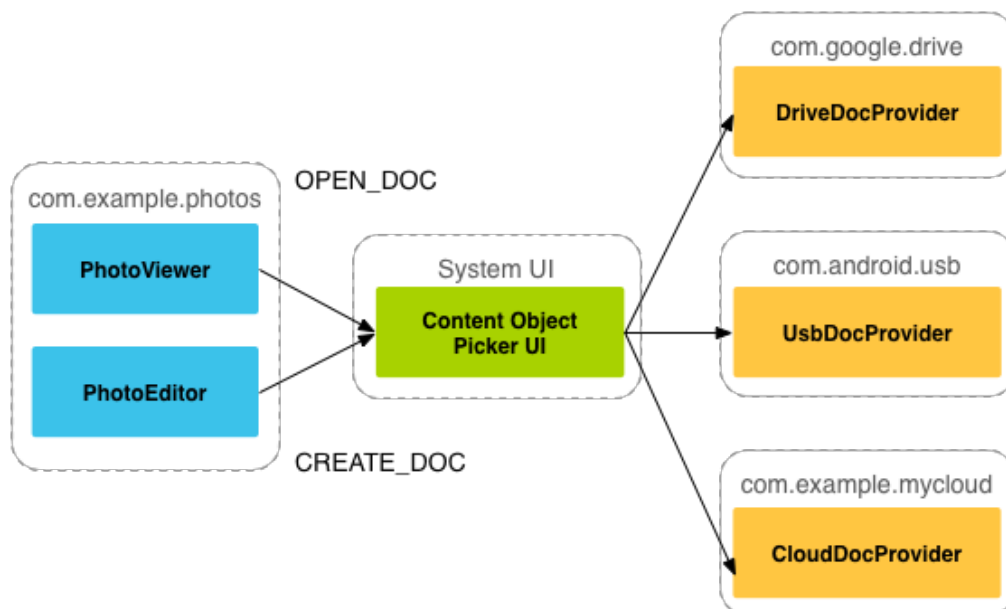 com.example.photos
PhotoViewer
PhotoEditor
OPEN_DOC
CREATE_DOC
System UI
Content Object
Picker UI
com.google.drive
DriveDocProvider
com.android.usb
UsbDocProvider
com.example.mycloud
CloudDocProvider